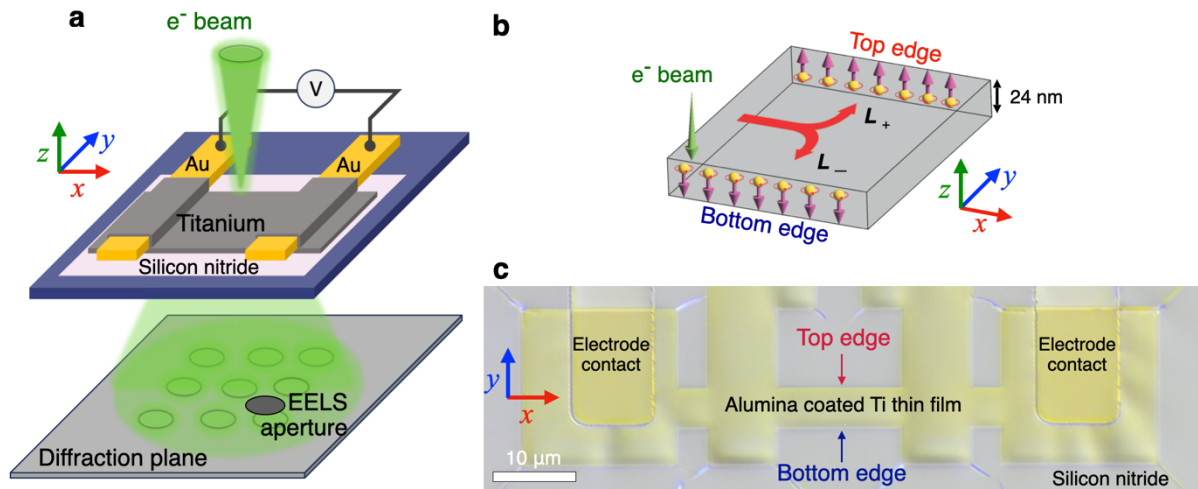 a
e⁻ beam
V
z
y
x
Au
Au
Titanium
Silicon nitride
EELS
aperture
Diffraction plane
b
Top edge
e⁻ beam
24 nm
L₊
L₋
Bottom edge
z
y
x
c
Electrode
contact
Top edge
Electrode
contact
y
x
Alumina coated Ti thin film
10 µm
Bottom edge
Silicon nitride